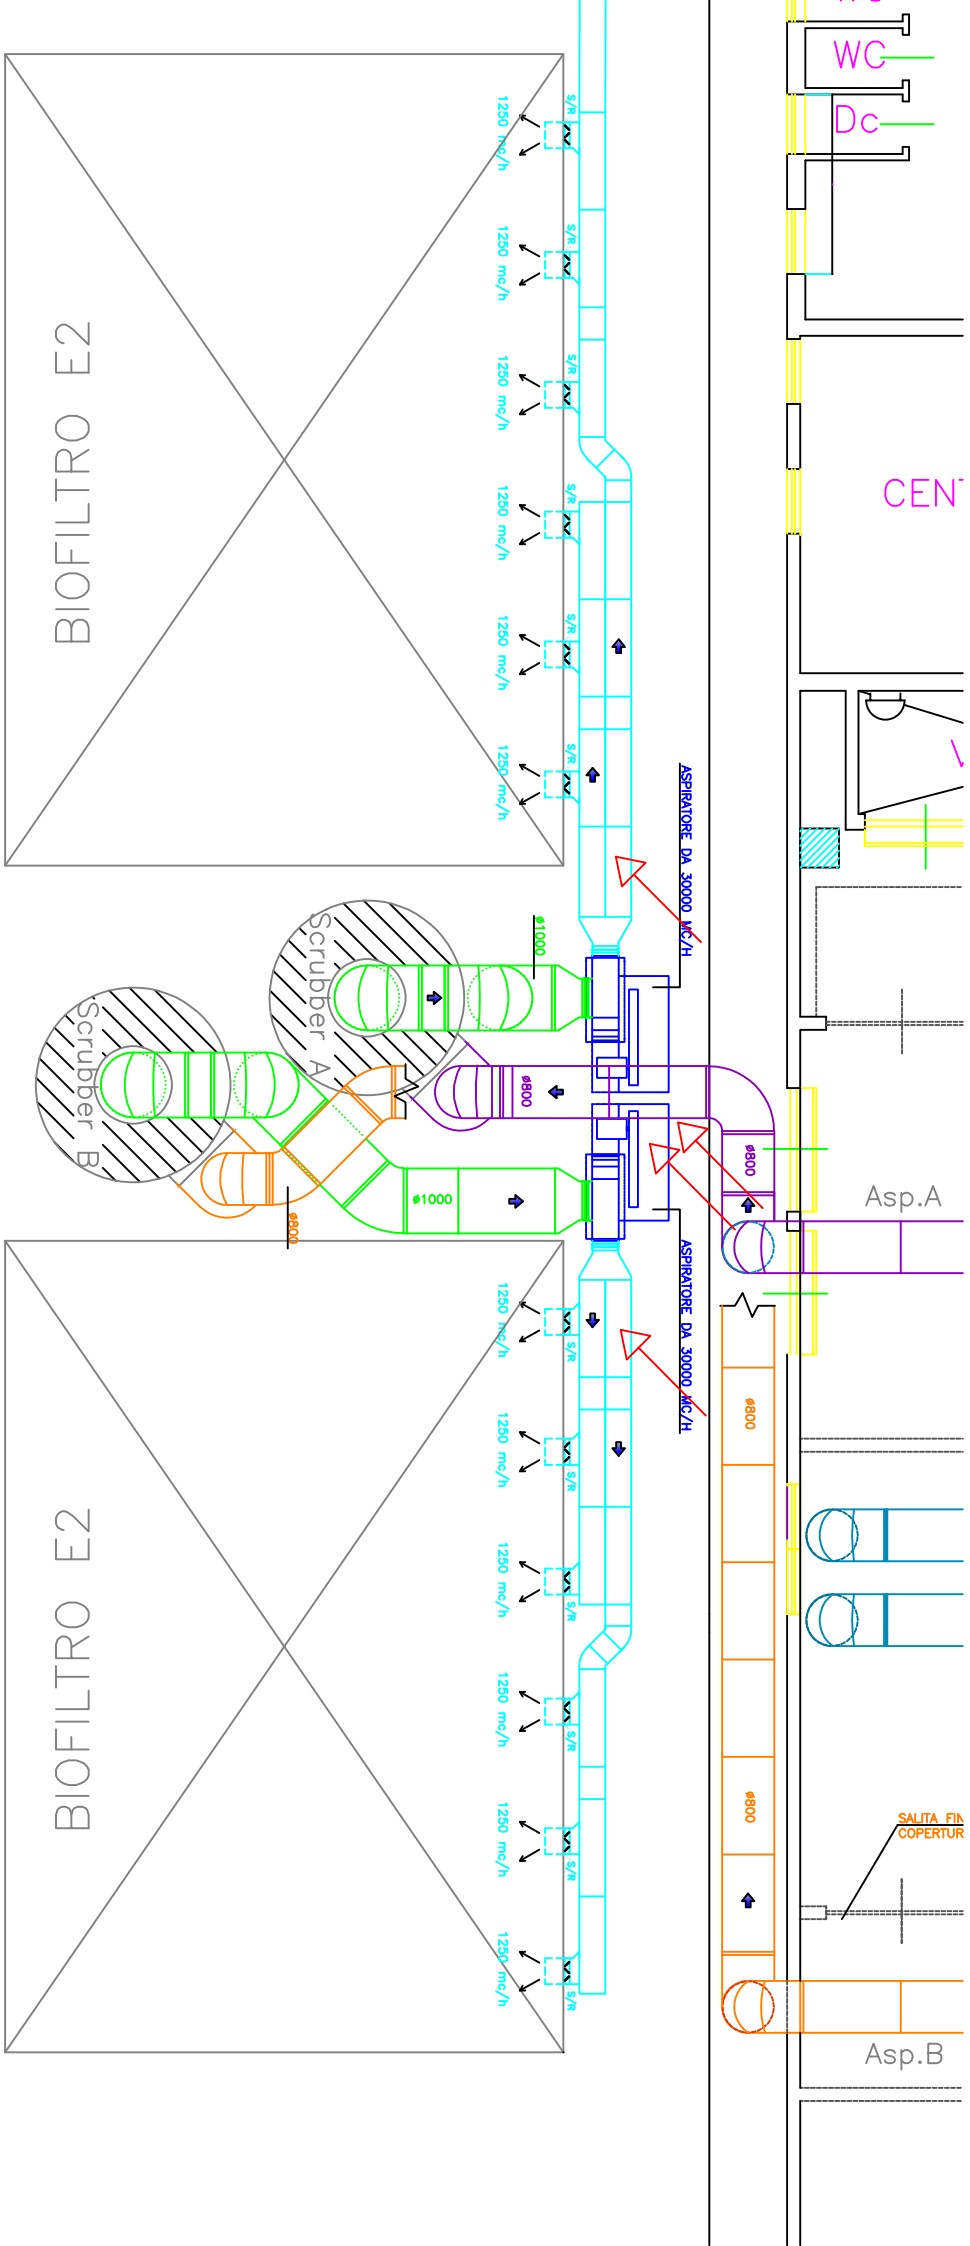 WC
Dc
S/R
1250 mc/h
S/R
1250 mc/h
S/R
1250 mc/h
BIOFILTRO E2
CENT
S/R
1250 mc/h
S/R
1250 mc/h
S/R
1250 mc/h
ASPIRATORE DA 30000 MC/H
ø1000
Scrubber A
Scrubber B
ø800
ø800
ø1000
ø800
Asp.A
ASPIRATORE DA 30000 MC/H
1250 mc/h
S/R
ø800
1250 mc/h
S/R
1250 mc/h
S/R
BIOFILTRO E2
1250 mc/h
S/R
ø800
SALITA FIN
COPERTUR
1250 mc/h
S/R
1250 mc/h
S/R
Asp.B